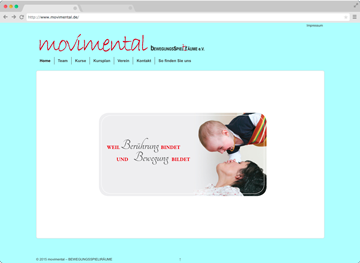 http://www.movimental.de/
Impressum
movimental BEWEGUNGSSPIELRÄUME e.V.
Home Team Kurse Kursplan Verein Kontakt So finden Sie uns
WEIL Berührung BINDET
UND Bewegung BILDET
© 2015 movimental – BEWEGUNGSSPIELRÄUME